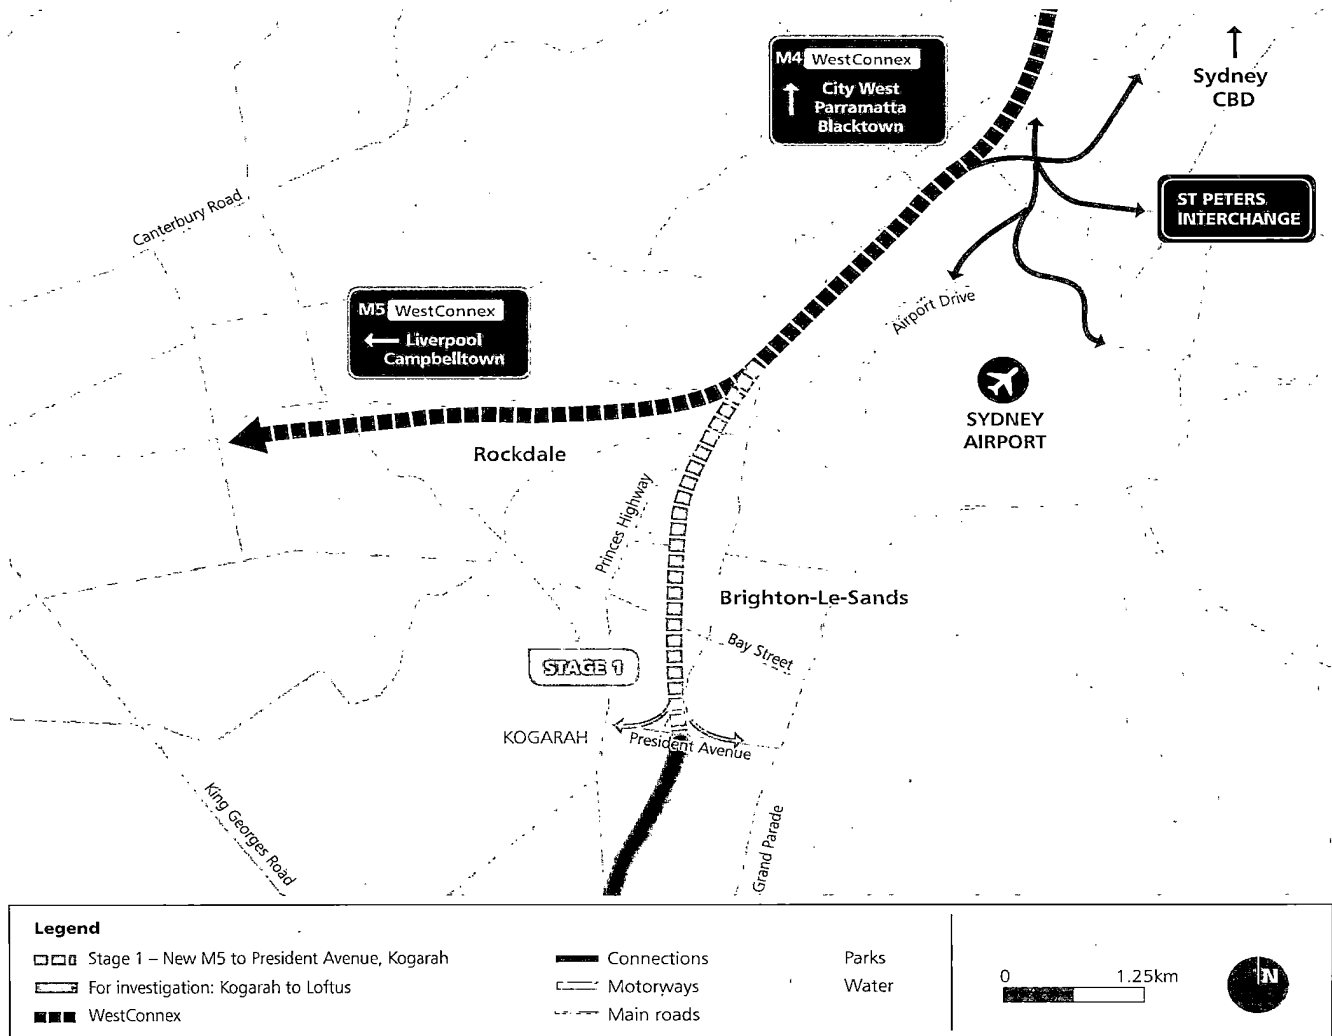 M4 WestConnex
City West
Parramatta
Blacktown
Sydney
CBD
ST PETERS
INTERCHANGE
Canterbury Road
M5 WestConnex
Liverpool
Campbelltown
Airport Drive
SYDNEY
AIRPORT
Rockdale
Princes Highway
Brighton-Le-Sands
Bay Street
STAGE 1
KOGARAH
President Avenue
King Georges Road
Grand Parade
Legend
Stage 1 – New M5 to President Avenue, Kogarah
For investigation: Kogarah to Loftus
WestConnex
Connections
Motorways
Main roads
Parks
Water
0 1.25km
N